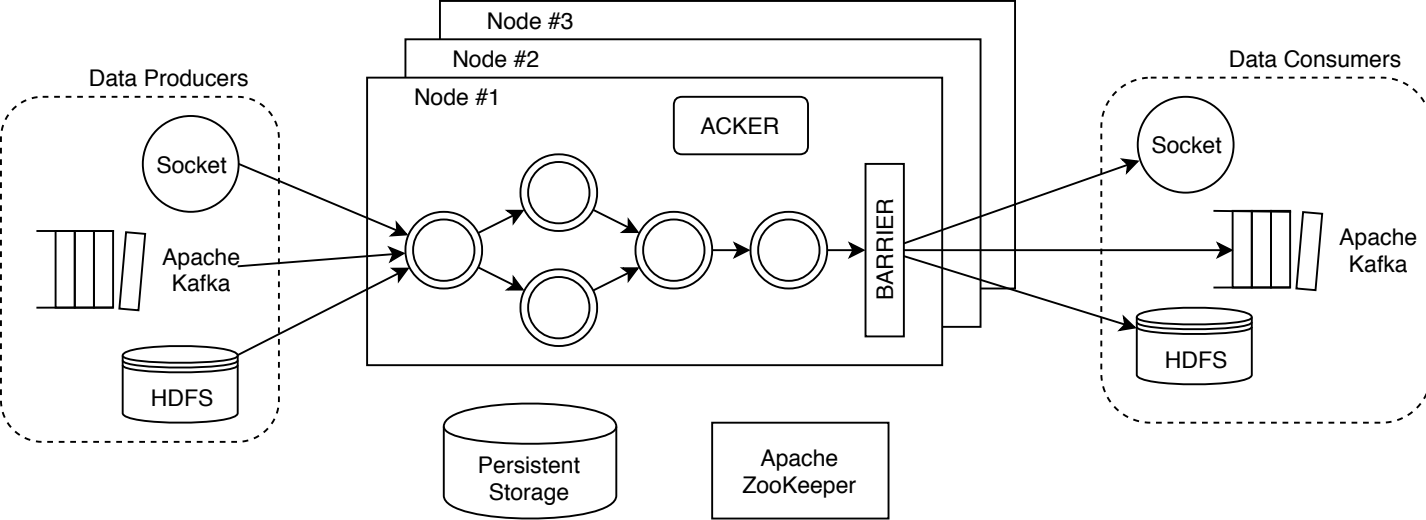 Node #3
Node #2
Node #1
Data Producers
Data Consumers
ACKER
Socket
Apache
Kafka
HDFS
BARRIER
Socket
Apache
Kafka
HDFS
Persistent
Storage
Apache
ZooKeeper